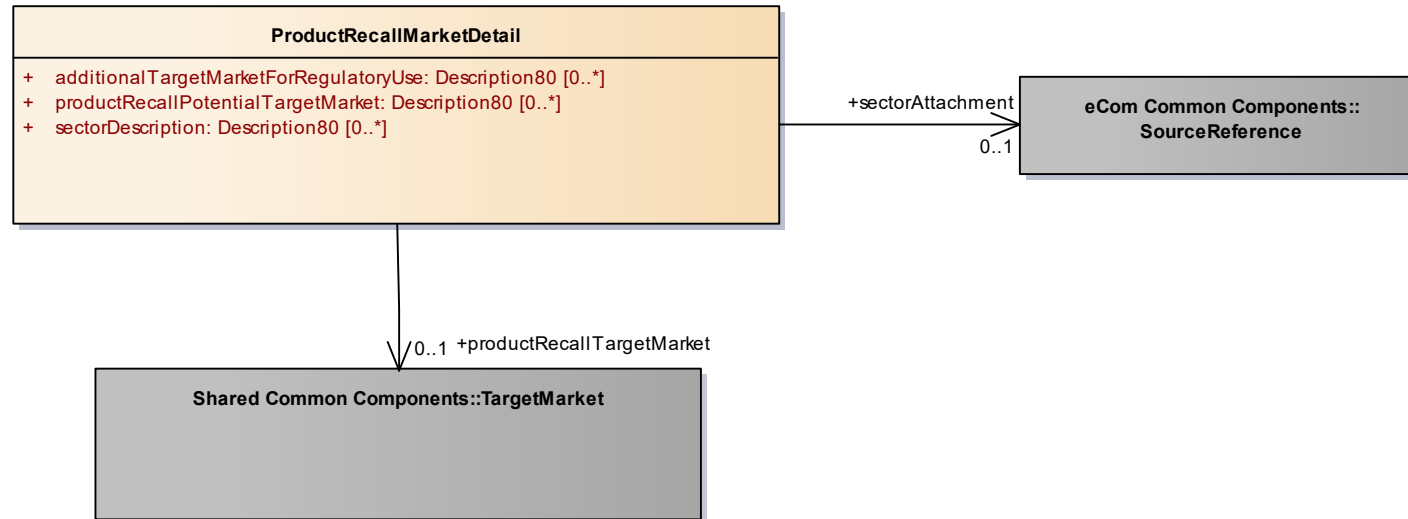 ProductRecallMarketDetail
+ additionalTargetMarketForRegulatoryUse: Description80 [0..*]
+ productRecallPotentialTargetMarket: Description80 [0..*]
+ sectorDescription: Description80 [0..*]
+sectorAttachment
0..1
eCom Common Components::
SourceReference
0..1 +productRecallTargetMarket
Shared Common Components::TargetMarket